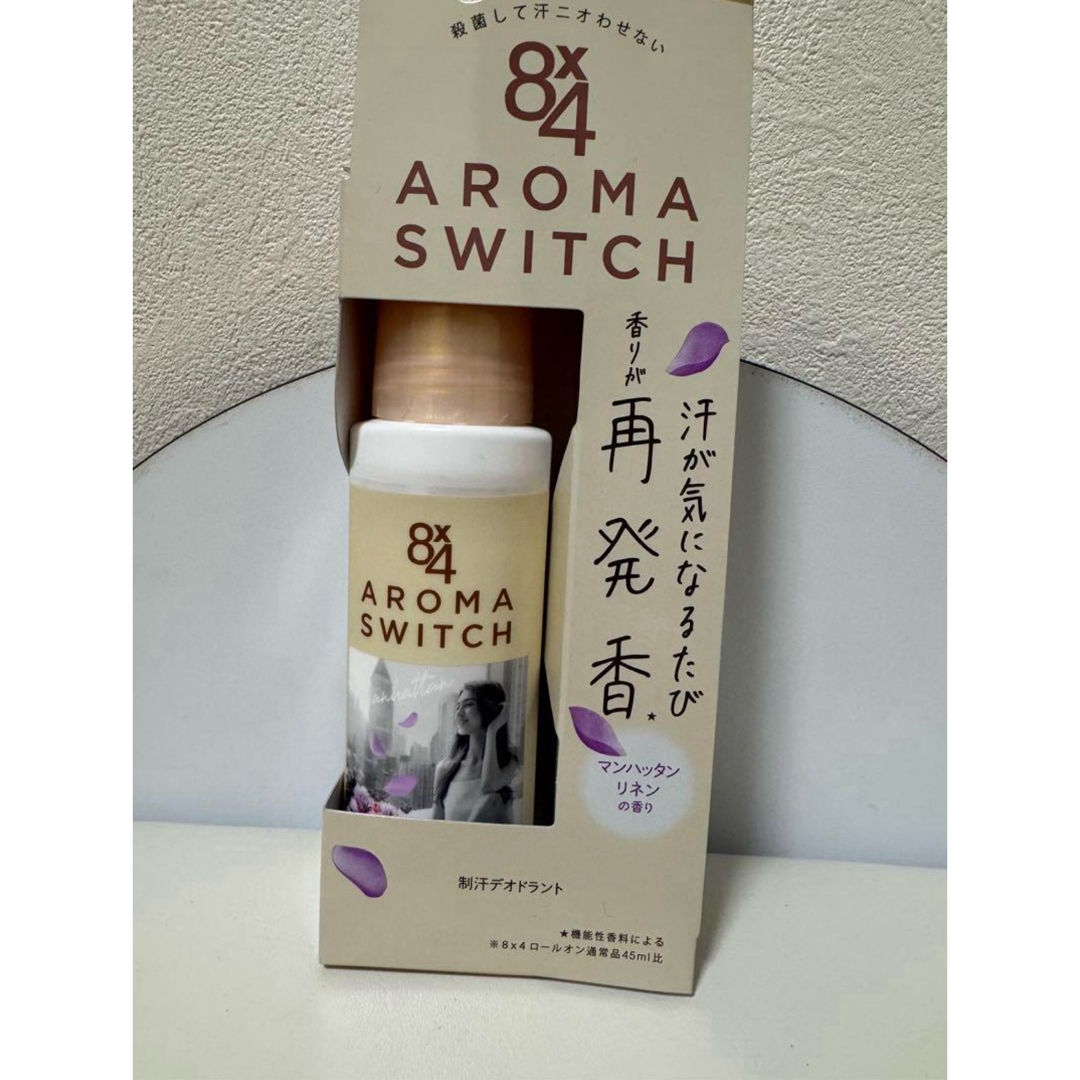 殺菌して汗ニオわせない
8x4
AROMA
SWITCH
汗が気になるたび
香りが
再発香★
マンハッタン
リネン
の香り
8x4
AROMA
SWITCH
Manhattan
制汗デオドラント
★機能性香料による
※8x4ロールオン通常品45ml比